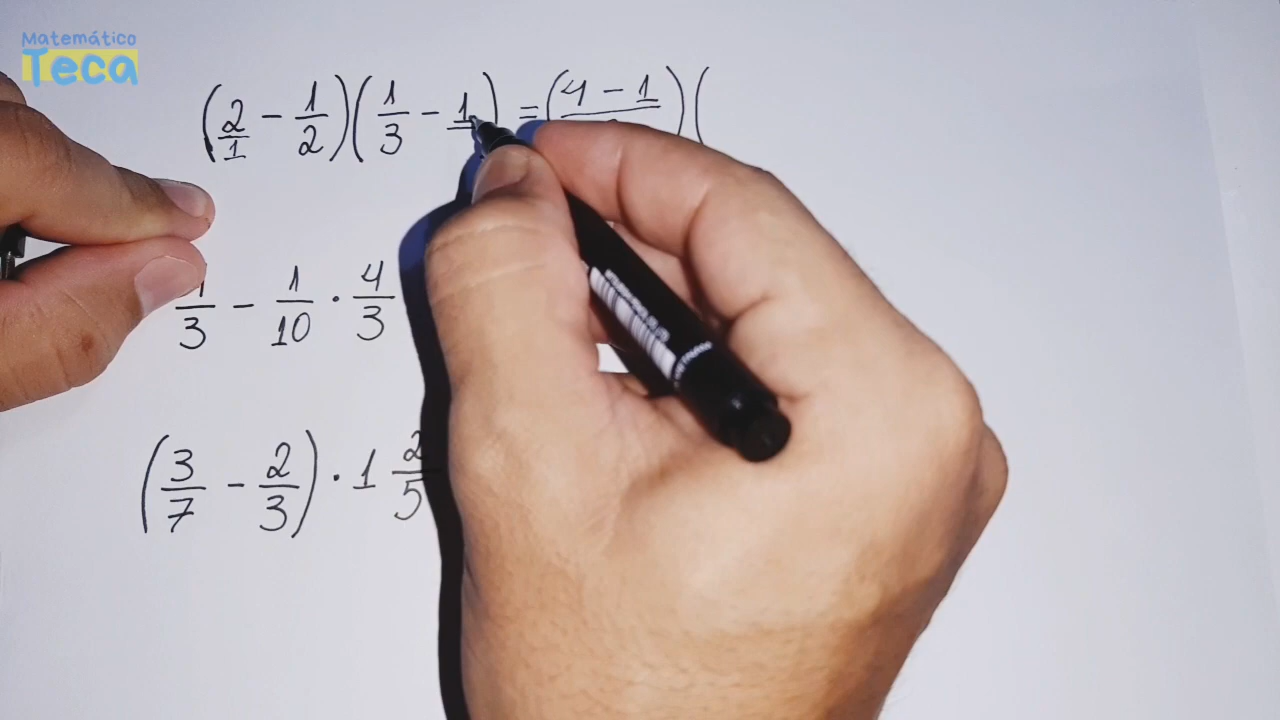 Matemático
Teca
(2/1 - 1/2)(1/3 - 1) = (4 - 1)(
/3 - 1/10 · 4/3
(3/7 - 2/3) · 1 2/5